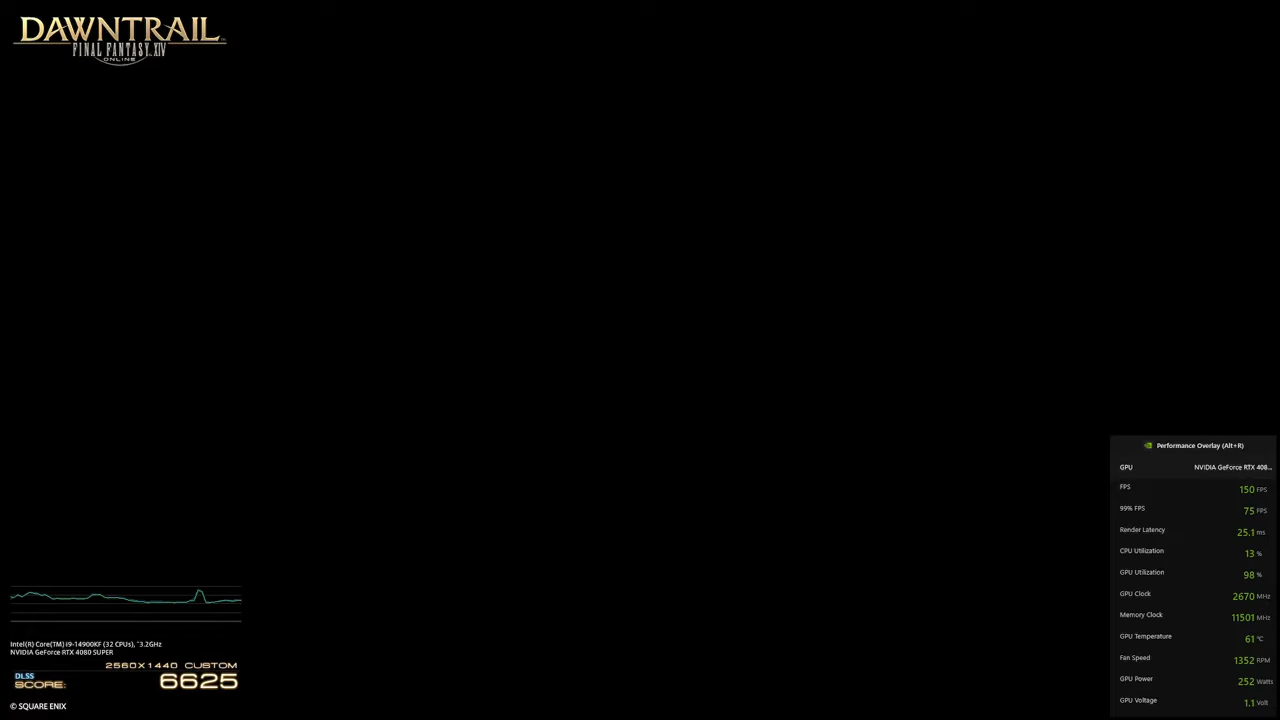 DAWNTRAIL™
FINAL FANTASY XIV
ONLINE
Performance Overlay (Alt+R)
GPU NVIDIA GeForce RTX 408...
FPS 150 FPS
99% FPS 75 FPS
Render Latency 25.1 ms
CPU Utilization 13 %
GPU Utilization 98 %
GPU Clock 2670 MHz
Memory Clock 11501 MHz
GPU Temperature 61 °C
Fan Speed 1352 RPM
GPU Power 252 Watts
GPU Voltage 1.1 Volt
Intel(R) Core(TM) i9-14900KF (32 CPUs), ~3.2GHz
NVIDIA GeForce RTX 4080 SUPER
2560X1440 CUSTOM
DLSS
SCORE: 6625
© SQUARE ENIX